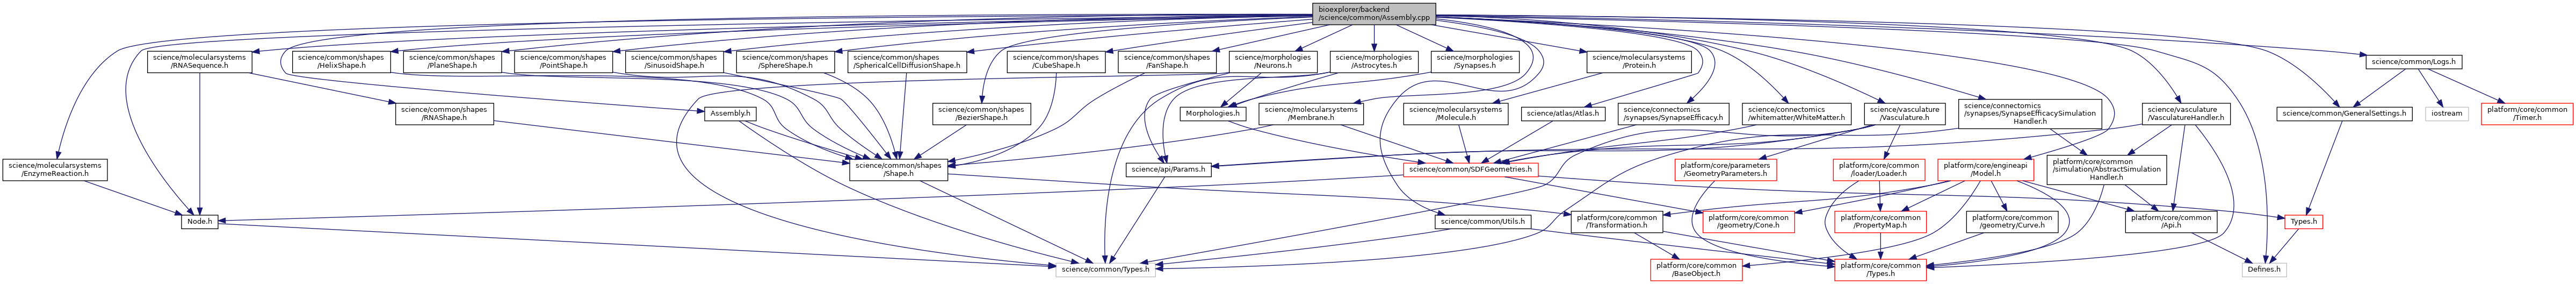 bioexplorer/backend
/science/common/Assembly.cpp
science/molecularsystems
/RNASequence.h
science/common/shapes
/HelixShape.h
science/common/shapes
/PlaneShape.h
science/common/shapes
/PointShape.h
science/common/shapes
/SinusoidShape.h
science/common/shapes
/SphereShape.h
science/common/shapes
/SphericalCellDiffusionShape.h
science/common/shapes
/CubeShape.h
science/common/shapes
/FanShape.h
science/morphologies
/Neurons.h
science/morphologies
/Astrocytes.h
science/morphologies
/Synapses.h
science/molecularsystems
/Protein.h
science/common/Logs.h
science/common/shapes
/RNAShape.h
Assembly.h
science/common/shapes
/BezierShape.h
Morphologies.h
science/molecularsystems
/Membrane.h
science/molecularsystems
/Molecule.h
science/atlas/Atlas.h
science/connectomics
/synapses/SynapseEfficacy.h
science/connectomics
/whitematter/WhiteMatter.h
science/vasculature
/Vasculature.h
science/connectomics
/synapses/SynapseEfficacySimulation
Handler.h
science/vasculature
/VasculatureHandler.h
science/common/GeneralSettings.h
iostream
platform/core/common
/Timer.h
science/molecularsystems
/EnzymeReaction.h
science/common/shapes
/Shape.h
science/api/Params.h
science/common/SDFGeometries.h
platform/core/parameters
/GeometryParameters.h
platform/core/common
/loader/Loader.h
platform/core/engineapi
/Model.h
platform/core/common
/simulation/AbstractSimulation
Handler.h
Node.h
science/common/Utils.h
platform/core/common
/Transformation.h
platform/core/common
/geometry/Cone.h
platform/core/common
/PropertyMap.h
platform/core/common
/geometry/Curve.h
platform/core/common
/Api.h
Types.h
science/common/Types.h
platform/core/common
/BaseObject.h
platform/core/common
/Types.h
Defines.h